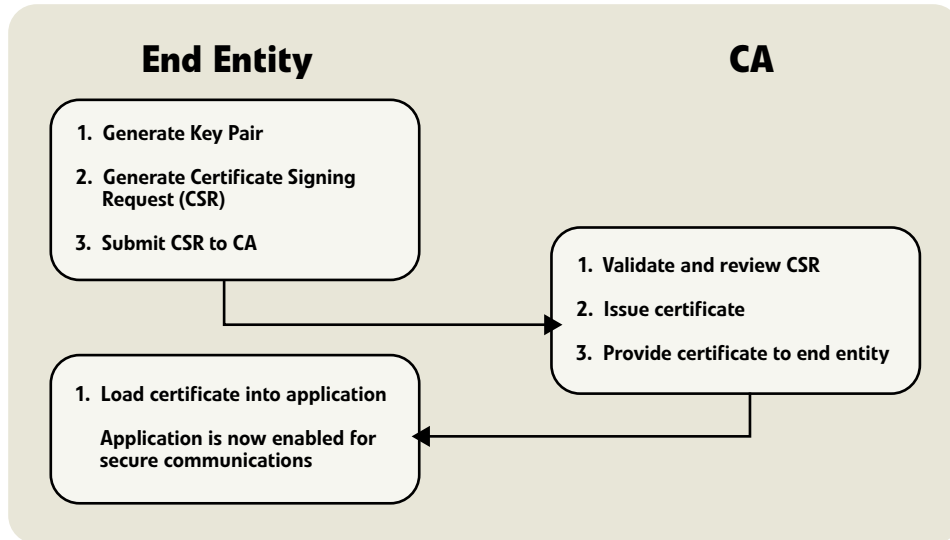 End Entity
CA
1. Generate Key Pair
2. Generate Certificate Signing
Request (CSR)
3. Submit CSR to CA
1. Validate and review CSR
2. Issue certificate
3. Provide certificate to end entity
1. Load certificate into application
Application is now enabled for
secure communications